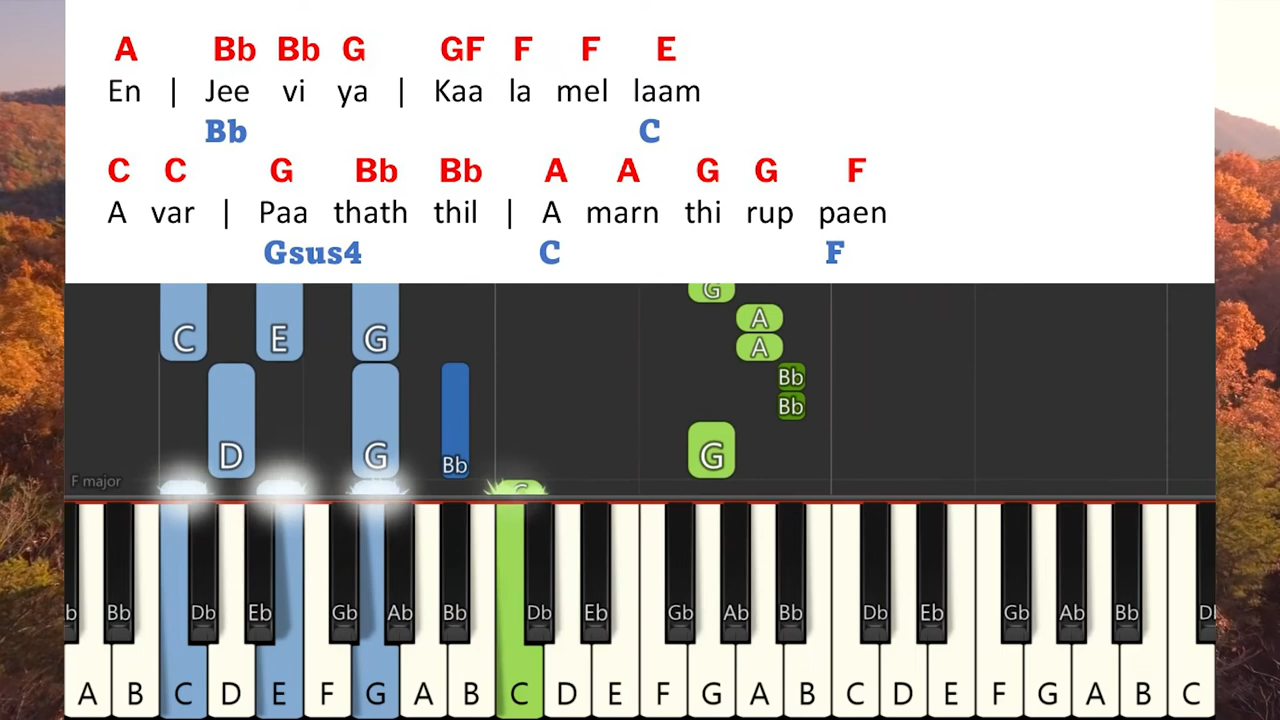 A Bb Bb G GF F F E
En | Jee vi ya | Kaa la mel laam
Bb C
C C G Bb Bb A A G G F
A var | Paa thath thil | A marn thi rup paen
Gsus4 C F
G
A
C E G A
Bb
Bb
D G Bb G
F major
Bb Db Eb Gb Ab Bb Db Eb Gb Ab Bb Db Eb Gb Ab Bb
A B C D E F G A B C D E F G A B C D E F G A B C